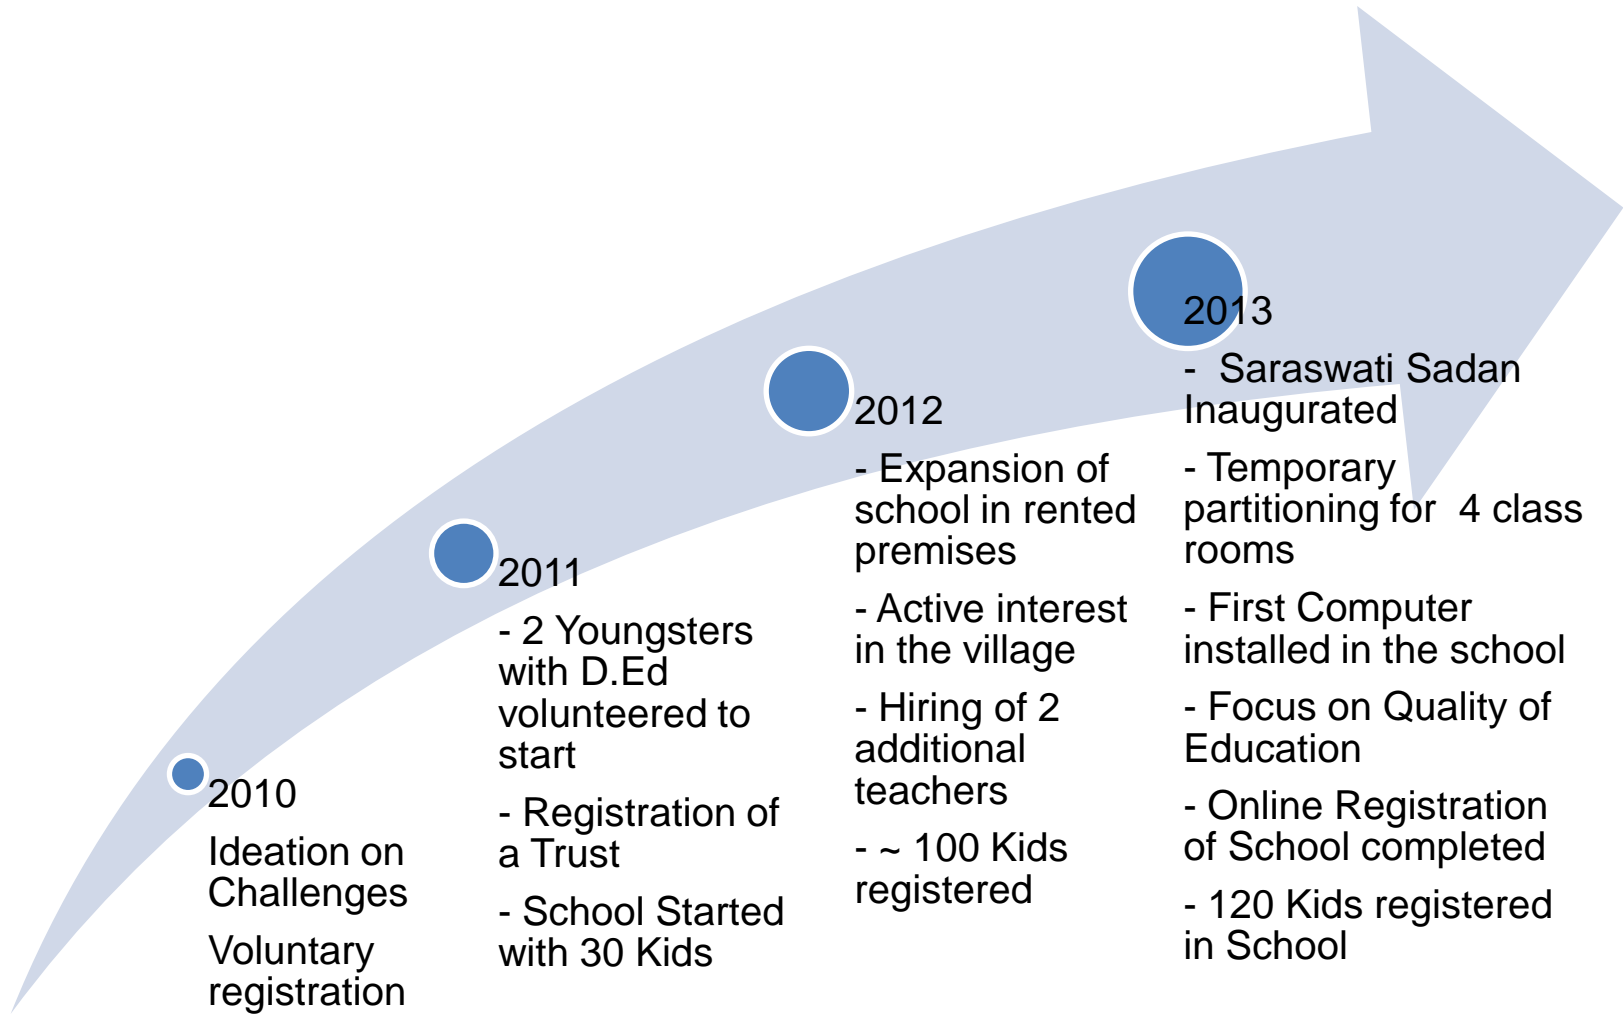 2010
Ideation on
Challenges
Voluntary
registration
2011
- 2 Youngsters
with D.Ed
volunteered to
start
- Registration of
a Trust
- School Started
with 30 Kids
2012
- Expansion of
school in rented
premises
- Active interest
in the village
- Hiring of 2
additional
teachers
- ~ 100 Kids
registered
2013
-  Saraswati Sadan
Inaugurated
- Temporary
partitioning for  4 class
rooms
- First Computer
installed in the school
- Focus on Quality of
Education
- Online Registration
of School completed
- 120 Kids registered
in School